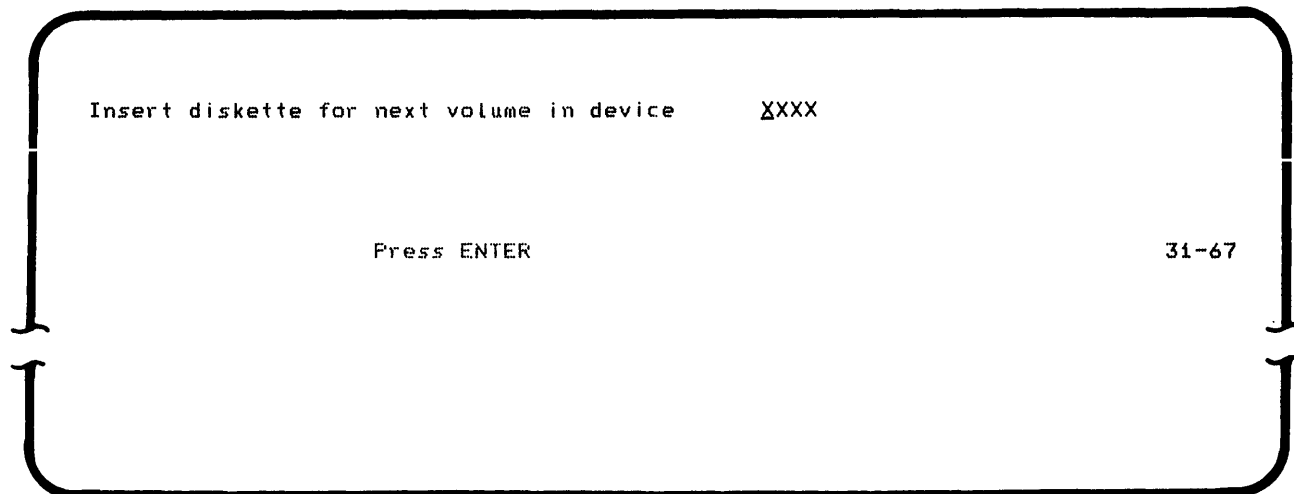 Insert diskette for next volume in device XXXX
Press ENTER 31-67